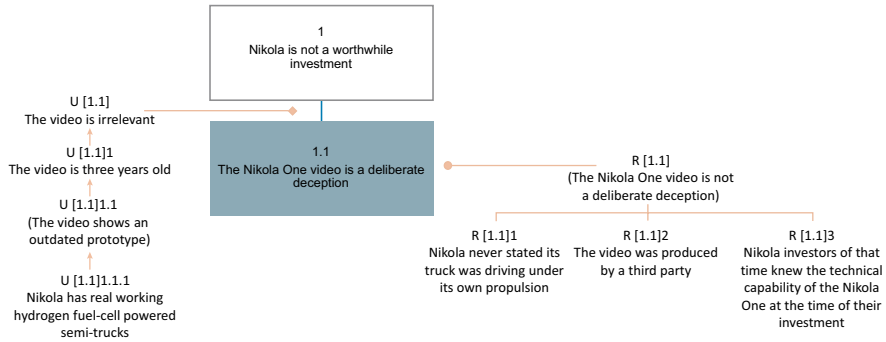 1
Nikola is not a worthwhile
investment
U [1.1]
The video is irrelevant
U [1.1]1
The video is three years old
U [1.1]1.1
(The video shows an
outdated prototype)
U [1.1]1.1.1
Nikola has real working
hydrogen fuel-cell powered
semi-trucks
1.1
The Nikola One video is a deliberate
deception
R [1.1]
(The Nikola One video is not
a deliberate deception)
R [1.1]1
Nikola never stated its
truck was driving under
its own propulsion
R [1.1]2
The video was produced
by a third party
R [1.1]3
Nikola investors of that
time knew the technical
capability of the Nikola
One at the time of their
investment